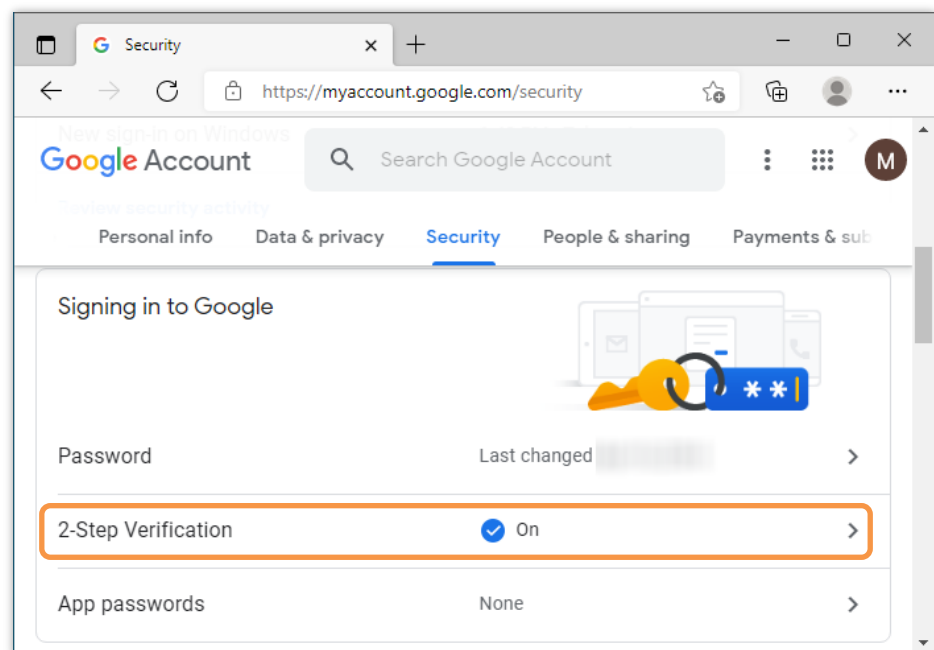 Security
https://myaccount.google.com/security
New sign-in on Windows
Google Account
Search Google Account
M
Review security activity
Personal info Data & privacy Security People & sharing Payments & sub
Signing in to Google
**
Password Last changed
2-Step Verification On
App passwords None